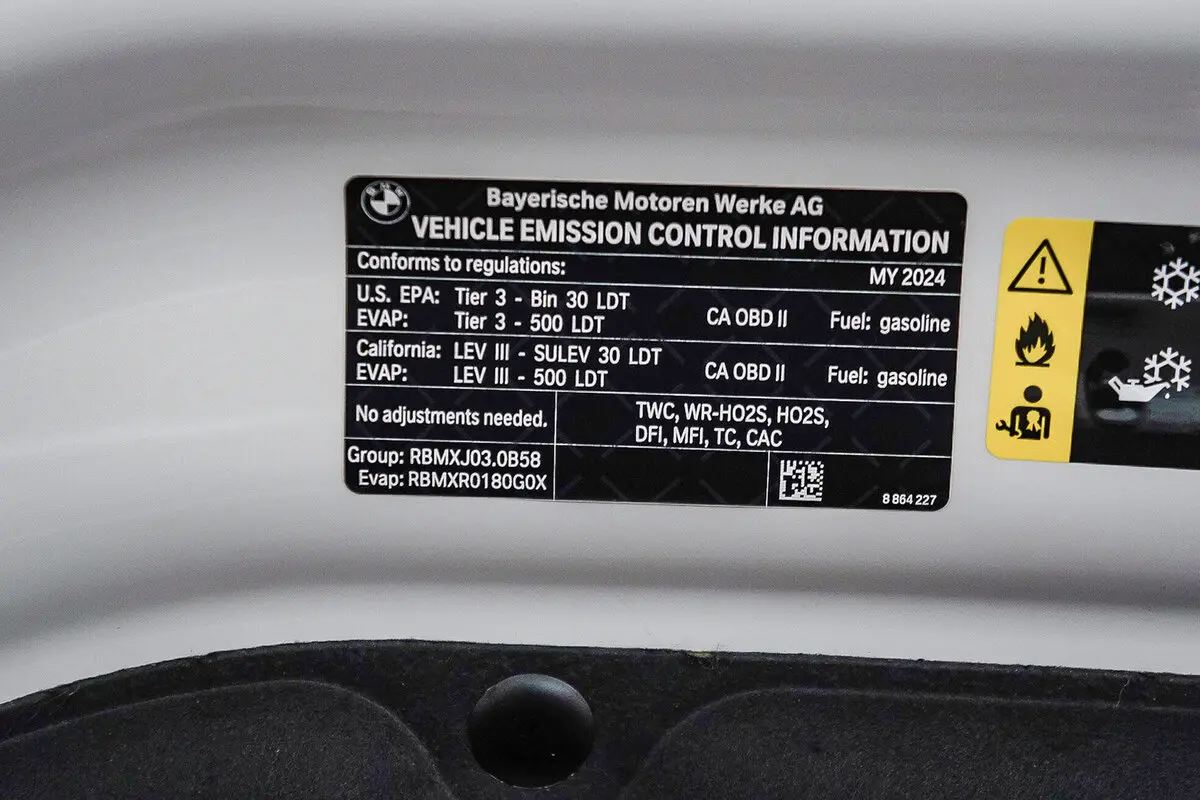 BMW
Bayerische Motoren Werke AG
VEHICLE EMISSION CONTROL INFORMATION
Conforms to regulations: MY 2024
U.S. EPA: Tier 3 - Bin 30 LDT
EVAP: Tier 3 - 500 LDT
CA OBD II Fuel: gasoline
California: LEV III - SULEV 30 LDT
EVAP: LEV III - 500 LDT
CA OBD II Fuel: gasoline
No adjustments needed.
TWC, WR-HO2S, HO2S,
DFI, MFI, TC, CAC
Group: RBMXJ03.0B58
Evap: RBMXR0180G0X
8 864 227